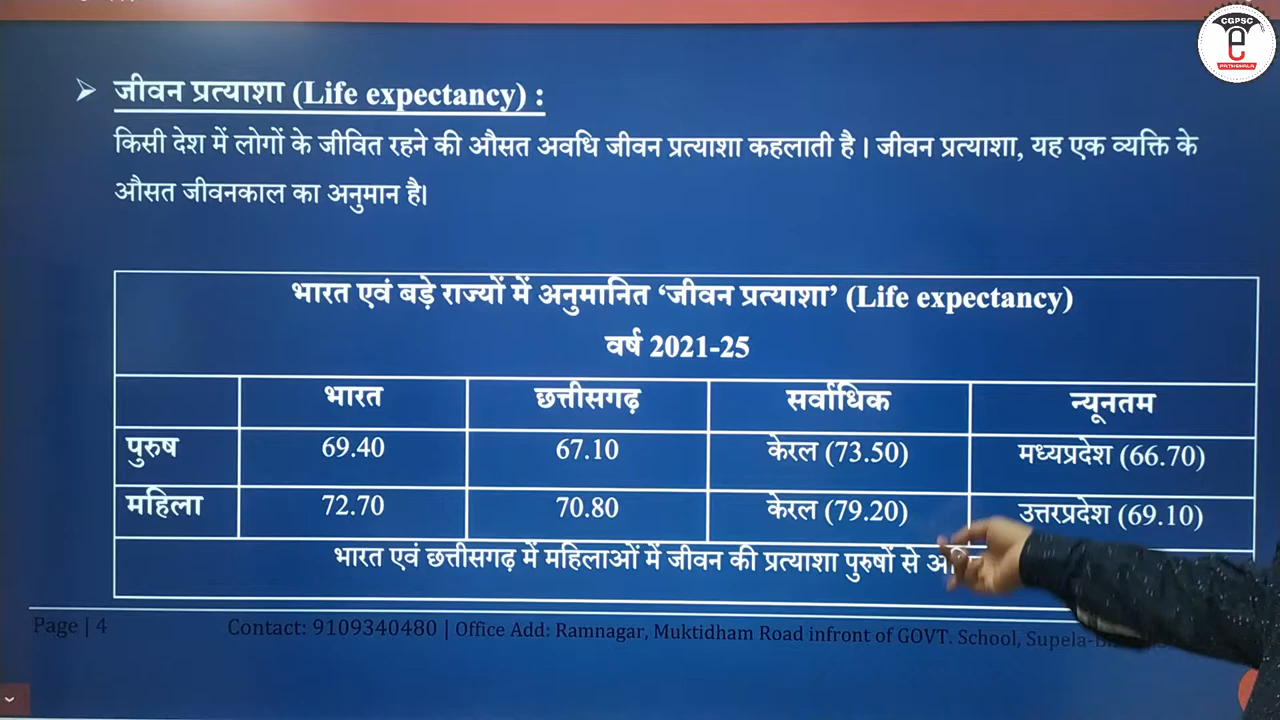 CGPSC
e
PATHSHALA
➢ जीवन प्रत्याशा (Life expectancy) :
किसी देश में लोगों के जीवित रहने की औसत अवधि जीवन प्रत्याशा कहलाती है। जीवन प्रत्याशा, यह एक व्यक्ति के
औसत जीवनकाल का अनुमान है।
भारत एवं बड़े राज्यों में अनुमानित ‘जीवन प्रत्याशा’ (Life expectancy)
वर्ष 2021-25
भारत छत्तीसगढ़ सर्वाधिक न्यूनतम
पुरुष 69.40 67.10 केरल (73.50) मध्यप्रदेश (66.70)
महिला 72.70 70.80 केरल (79.20) उत्तरप्रदेश (69.10)
भारत एवं छत्तीसगढ़ में महिलाओं में जीवन की प्रत्याशा पुरुषों से
Page | 4 Contact: 9109340480 | Office Add: Ramnagar, Muktidham Road infront of GOVT. School, Supela-